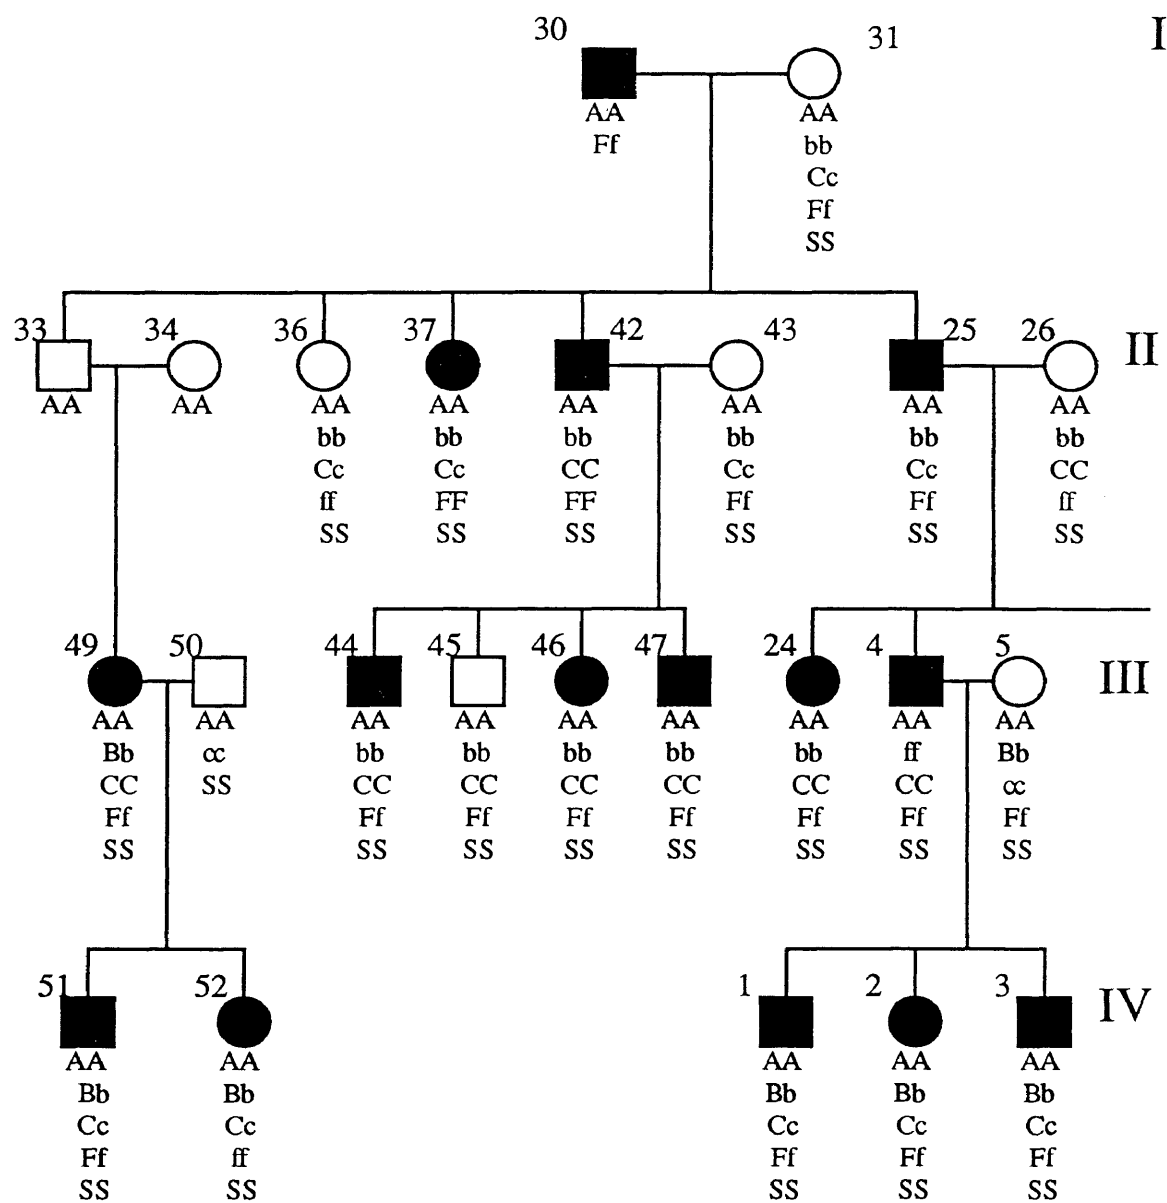 30 31 I
AA AA
Ff bb
Cc
Ff
SS
33 34 36 37 42 43 25 26 II
AA AA AA AA AA AA AA AA
bb bb bb bb bb bb
Cc Cc CC Cc Cc CC
ff FF FF Ff Ff ff
SS SS SS SS SS SS
49 50 44 45 46 47 24 4 5 III
AA AA AA AA AA AA AA AA AA
Bb cc bb bb bb bb bb ff Bb
CC SS CC CC CC CC CC CC cc
Ff Ff Ff Ff Ff Ff Ff Ff
SS SS SS SS SS SS SS SS
51 52 1 2 3 IV
AA AA AA AA AA
Bb Bb Bb Bb Bb
Cc Cc Cc Cc Cc
Ff ff Ff Ff Ff
SS SS SS SS SS